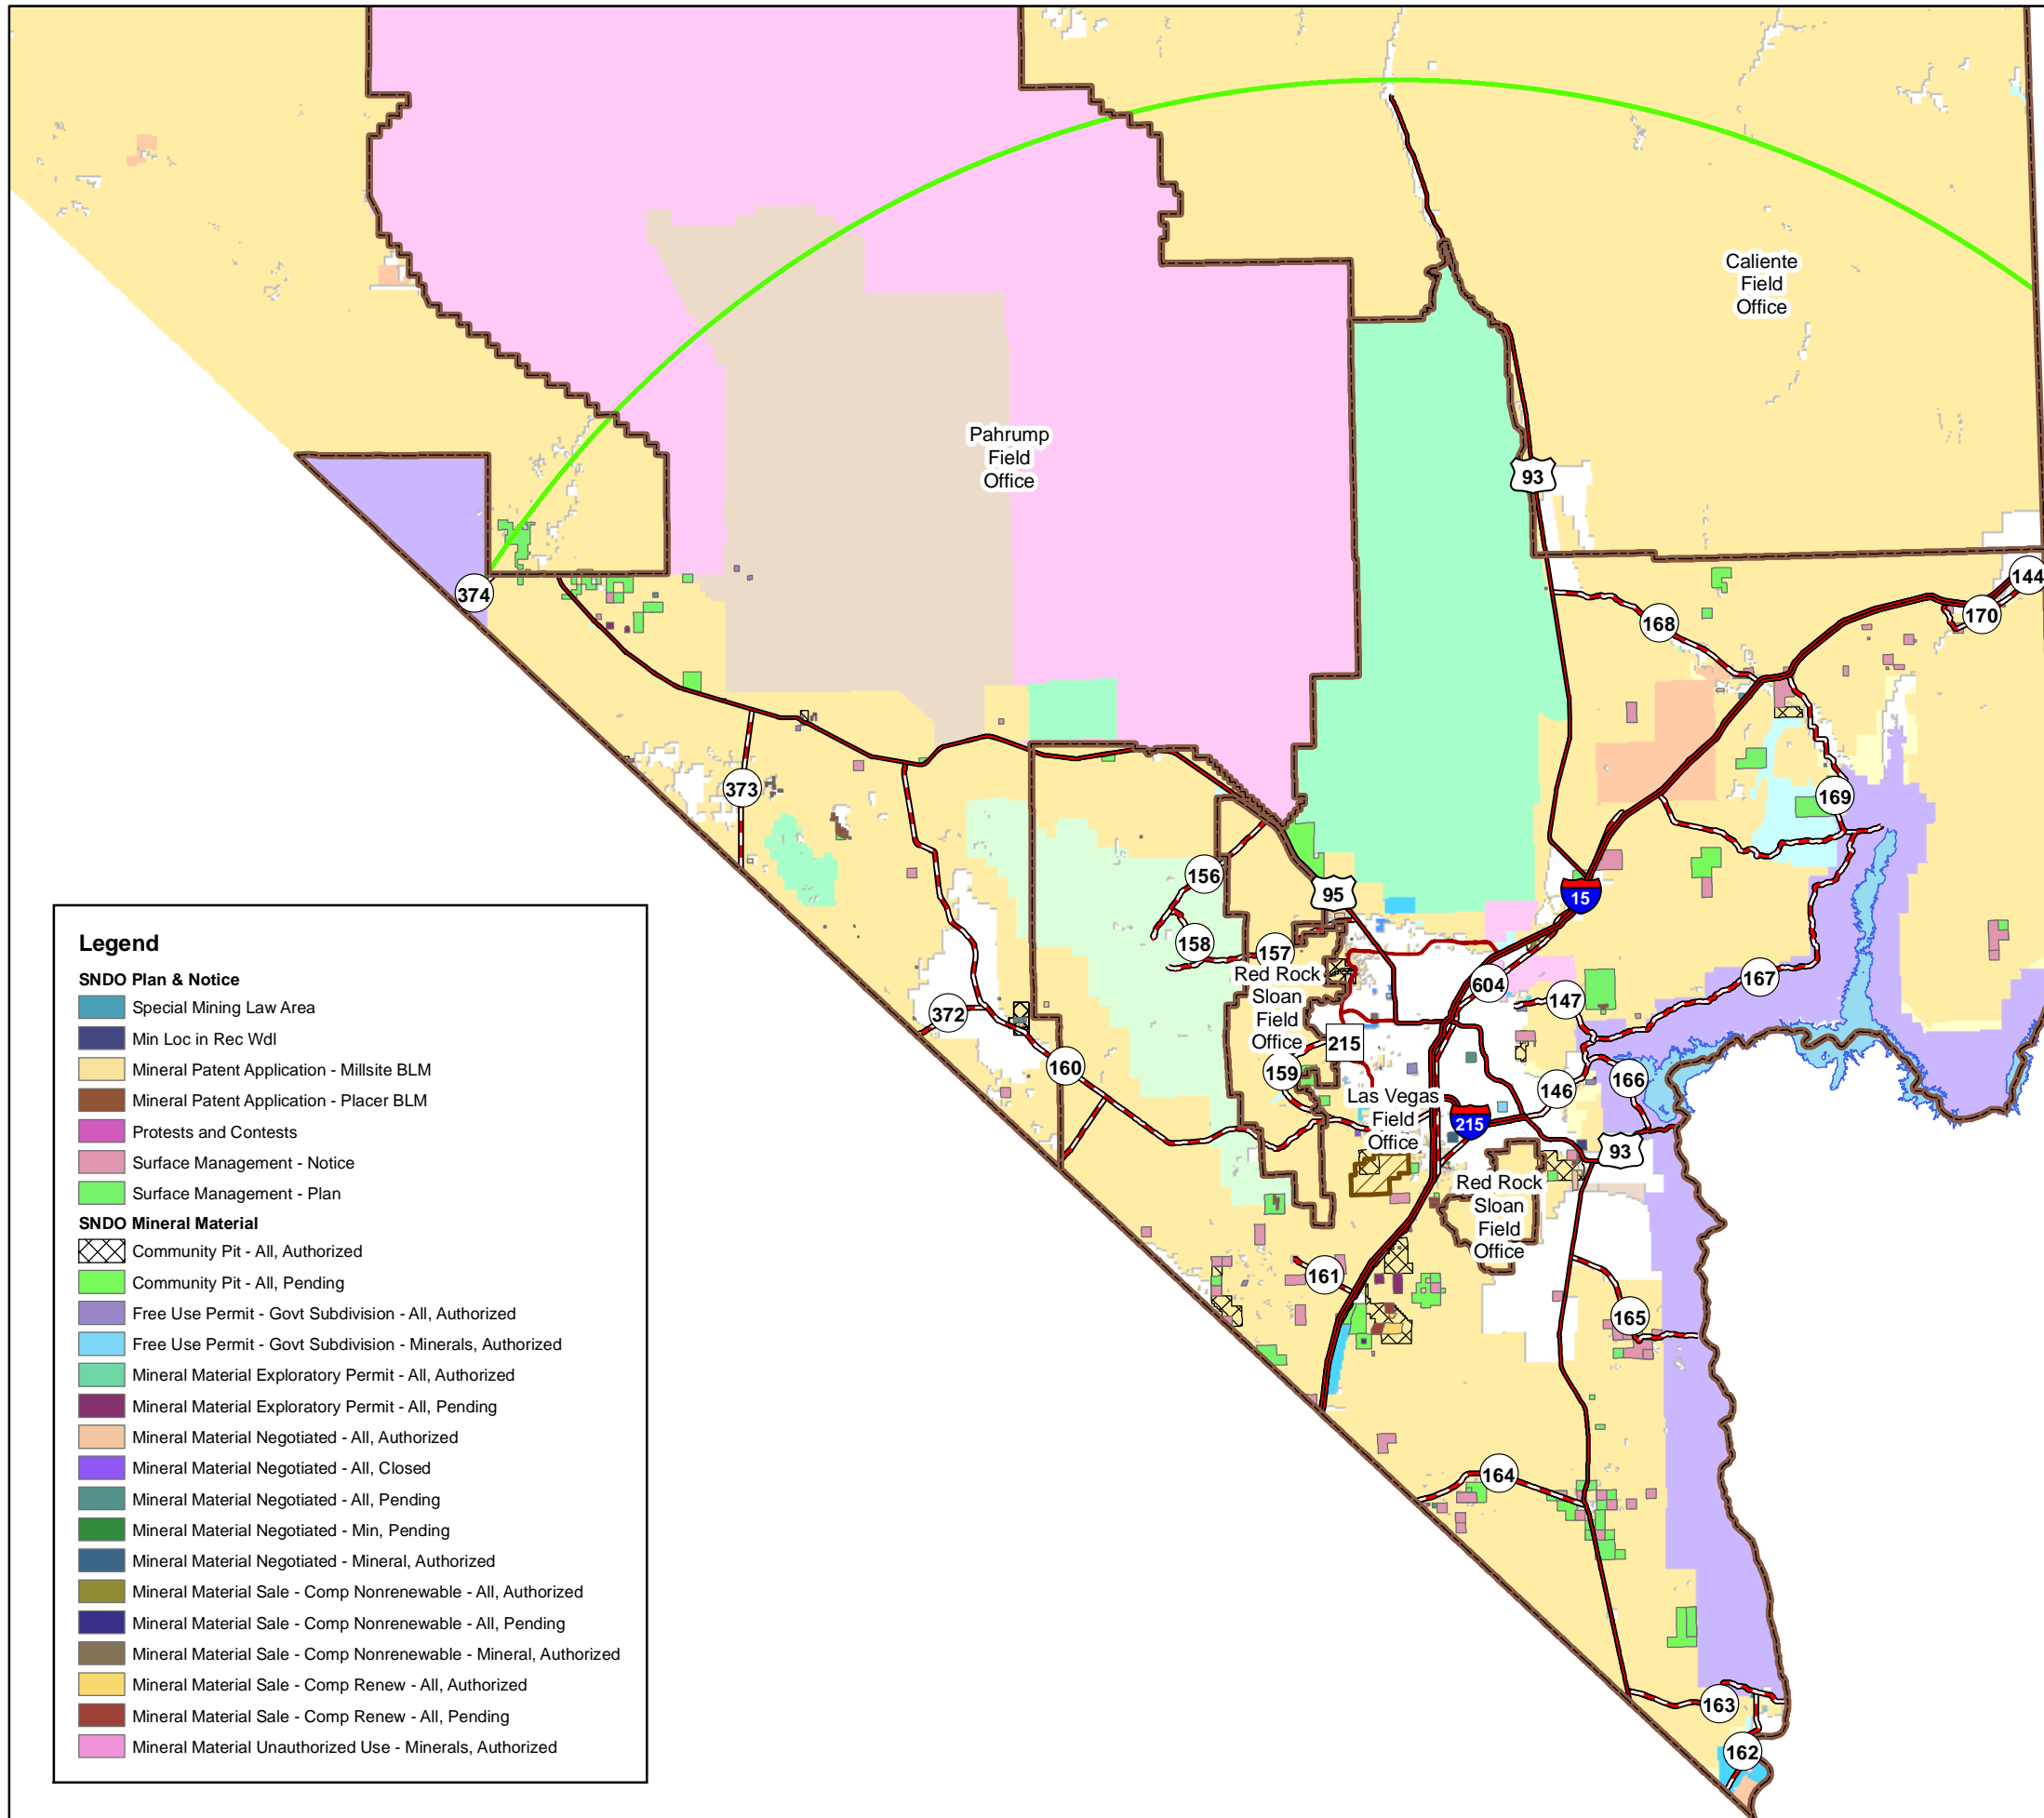 Caliente
Field
Office
Pahrump
Field
Office
93
374
144
170
168
373
169
156
95
15
158
157
Red Rock
Sloan
Field
Office
604
147
167
372
215
160
159
146
166
Las Vegas
Field
Office
215
93
Red Rock
Sloan
Field
Office
161
165
164
163
162
Legend
SNDO Plan & Notice
Special Mining Law Area
Min Loc in Rec Wdl
Mineral Patent Application - Millsite BLM
Mineral Patent Application - Placer BLM
Protests and Contests
Surface Management - Notice
Surface Management - Plan
SNDO Mineral Material
Community Pit - All, Authorized
Community Pit - All, Pending
Free Use Permit - Govt Subdivision - All, Authorized
Free Use Permit - Govt Subdivision - Minerals, Authorized
Mineral Material Exploratory Permit - All, Authorized
Mineral Material Exploratory Permit - All, Pending
Mineral Material Negotiated - All, Authorized
Mineral Material Negotiated - All, Closed
Mineral Material Negotiated - All, Pending
Mineral Material Negotiated - Min, Pending
Mineral Material Negotiated - Mineral, Authorized
Mineral Material Sale - Comp Nonrenewable - All, Authorized
Mineral Material Sale - Comp Nonrenewable - All, Pending
Mineral Material Sale - Comp Nonrenewable - Mineral, Authorized
Mineral Material Sale - Comp Renew - All, Authorized
Mineral Material Sale - Comp Renew - All, Pending
Mineral Material Unauthorized Use - Minerals, Authorized